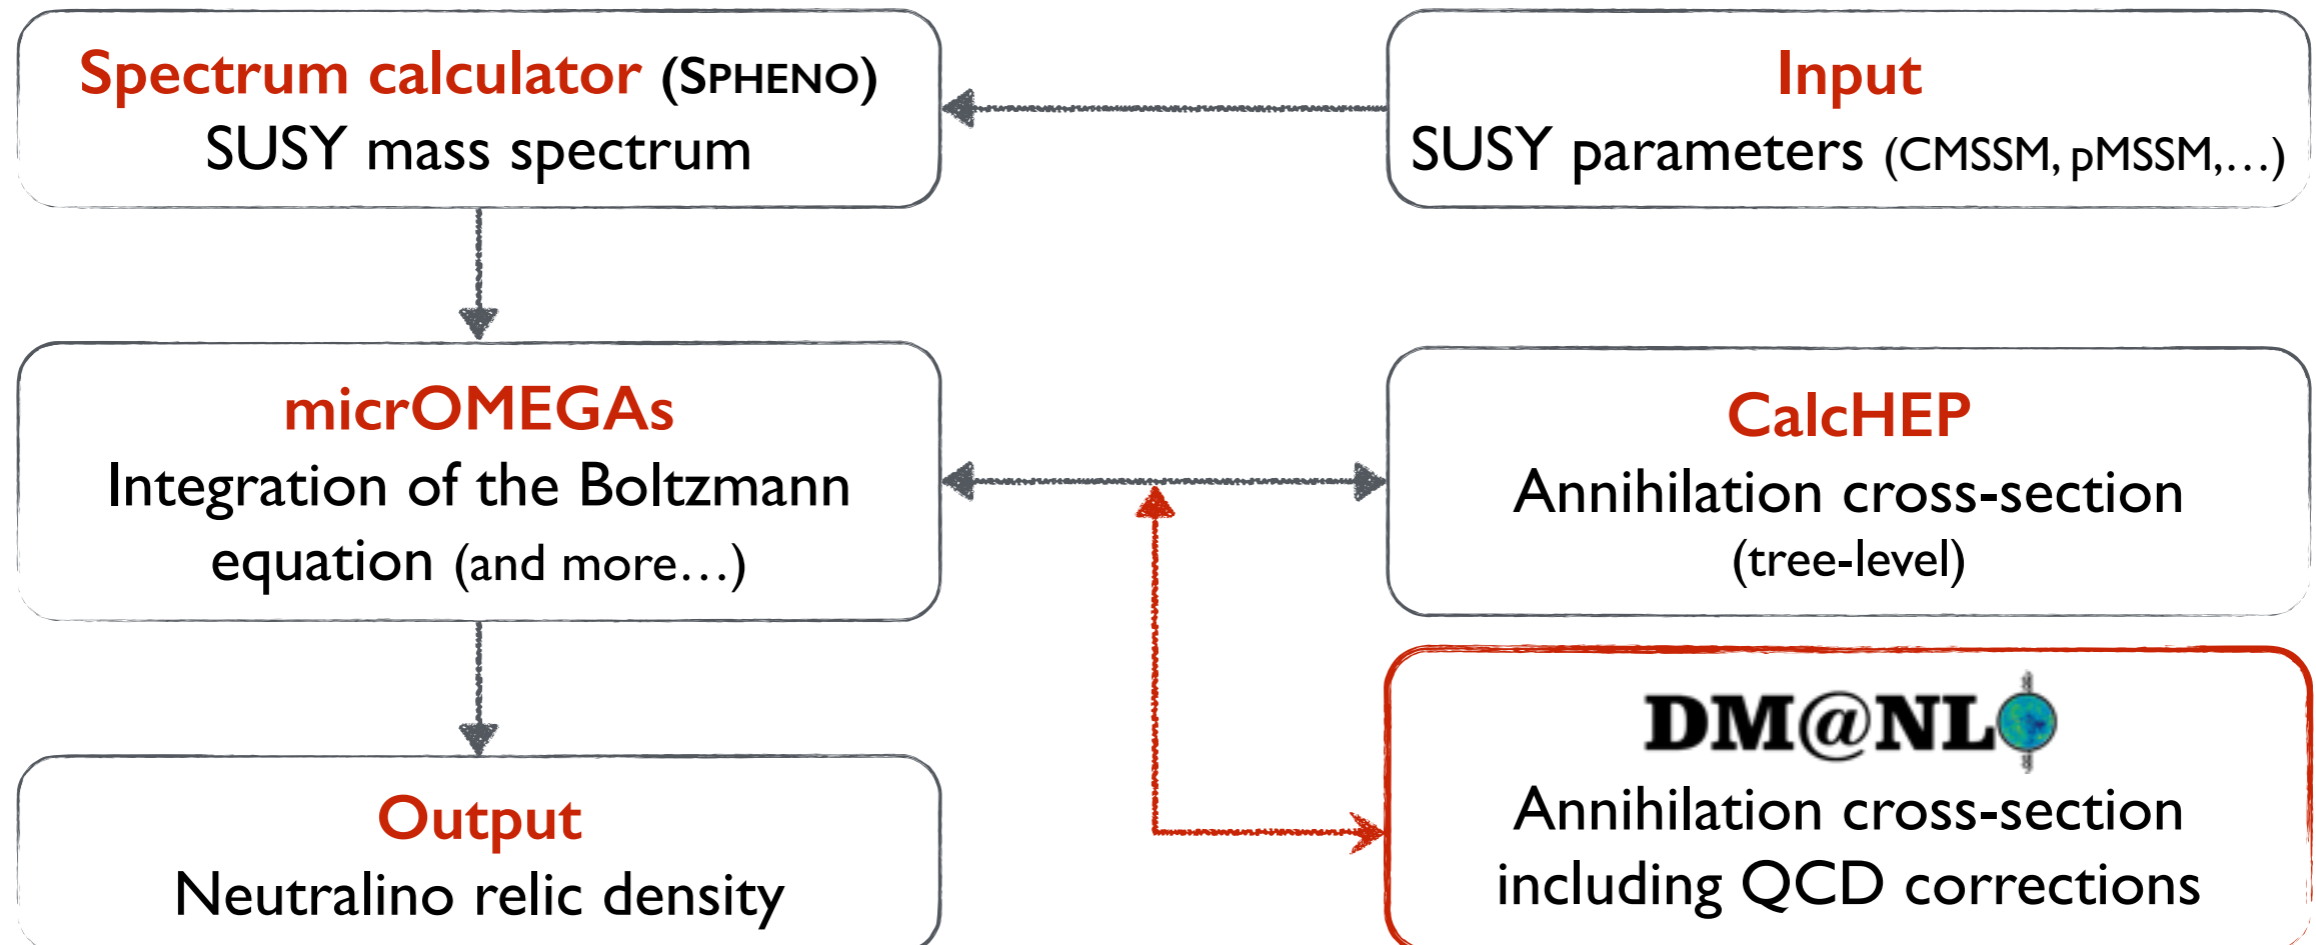 Spectrum calculator (SPHENO)
SUSY mass spectrum
Input
SUSY parameters (CMSSM, pMSSM,…)
micrOMEGAs
Integration of the Boltzmann
equation (and more…)
CalcHEP
Annihilation cross-section
(tree-level)
Output
Neutralino relic density
DM@NLO
Annihilation cross-section
including QCD corrections